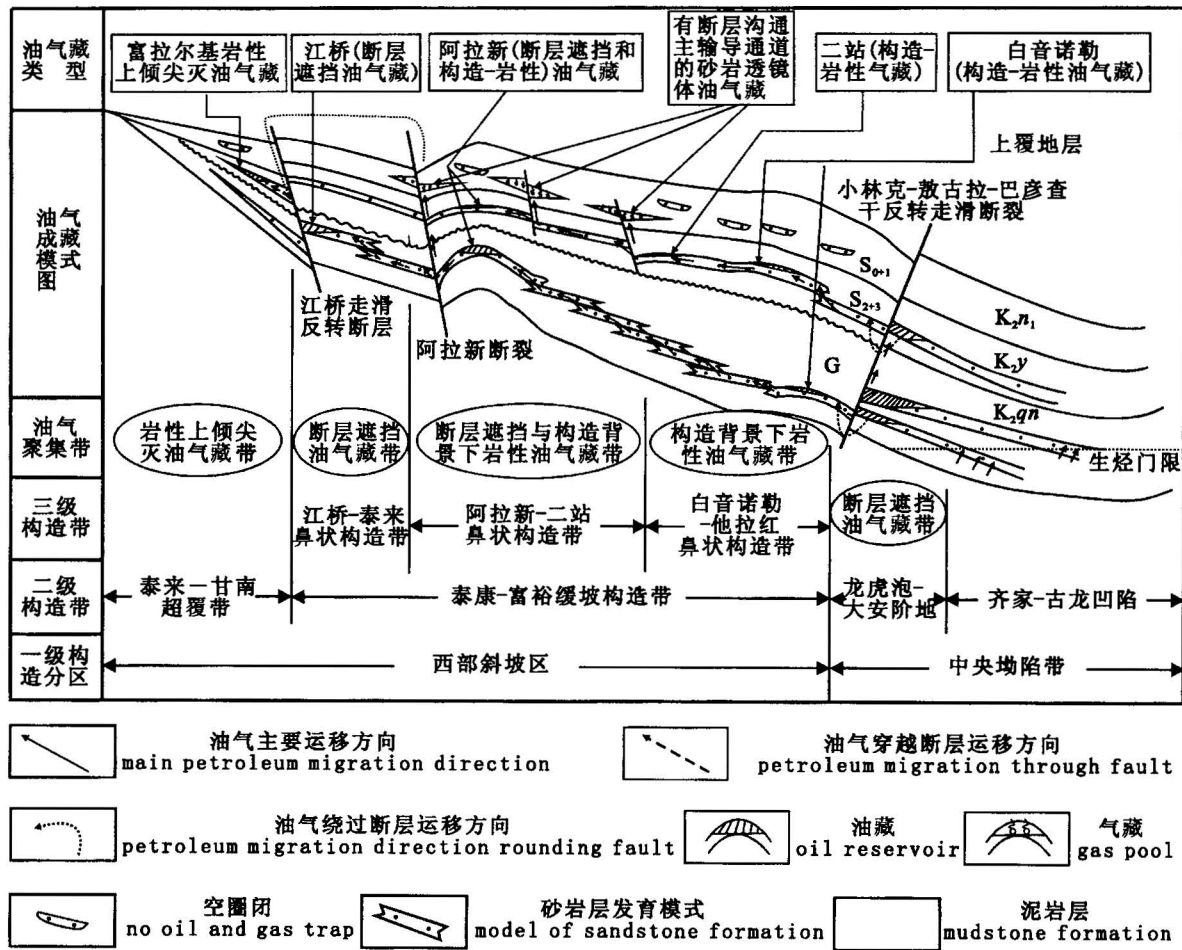 油气藏
类 型
富拉尔基岩性
上倾尖灭油气藏
江桥(断层
遮挡油气藏)
阿拉新(断层遮挡和
构造-岩性)油气藏
有断层沟通
主输导通道
的砂岩透镜
体油气藏
二站(构造-
岩性气藏)
白音诺勒
(构造-岩性油气藏)
油气
成藏模式图
上覆地层
小林克-敖古拉-巴彦查
干反转走滑断裂
江桥走滑
反转断层
阿拉新断裂
S0+1
S2+3
G
K2n1
K2y
K2qn
生烃门限
油气
聚集带
岩性上倾尖
灭油气藏带
断层遮挡
油气藏带
断层遮挡与构造背
景下岩性油气藏带
构造背景下岩
性油气藏带
断层遮挡
油气藏带
三级
构造带
江桥-泰来
鼻状构造带
阿拉新-二站
鼻状构造带
白音诺勒
-他拉红
鼻状构造带
二级
构造带
泰来-甘南
超覆带
泰康-富裕缓坡构造带
龙虎泡-
大安阶地
齐家-古龙凹陷
一级构
造分区
西部斜坡区
中央坳陷带
油气主要运移方向
main petroleum migration direction
油气穿越断层运移方向
petroleum migration through fault
油气绕过断层运移方向
petroleum migration direction rounding fault
油藏
oil reservoir
气藏
gas pool
空圈闭
no oil and gas trap
砂岩层发育模式
model of sandstone formation
泥岩层
mudstone formation